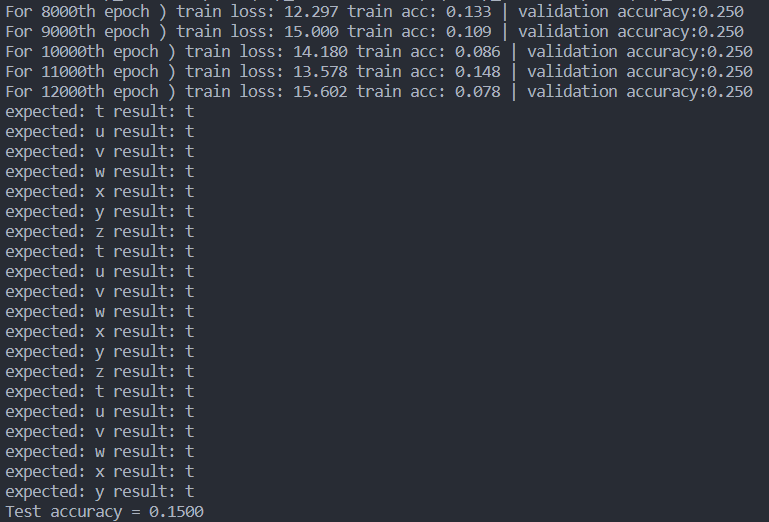 For 8000th epoch ) train loss: 12.297 train acc: 0.133 | validation accuracy:0.250
For 9000th epoch ) train loss: 15.000 train acc: 0.109 | validation accuracy:0.250
For 10000th epoch ) train loss: 14.180 train acc: 0.086 | validation accuracy:0.250
For 11000th epoch ) train loss: 13.578 train acc: 0.148 | validation accuracy:0.250
For 12000th epoch ) train loss: 15.602 train acc: 0.078 | validation accuracy:0.250
expected: t result: t
expected: u result: t
expected: v result: t
expected: w result: t
expected: x result: t
expected: y result: t
expected: z result: t
expected: t result: t
expected: u result: t
expected: v result: t
expected: w result: t
expected: x result: t
expected: y result: t
expected: z result: t
expected: t result: t
expected: u result: t
expected: v result: t
expected: w result: t
expected: x result: t
expected: y result: t
Test accuracy = 0.1500